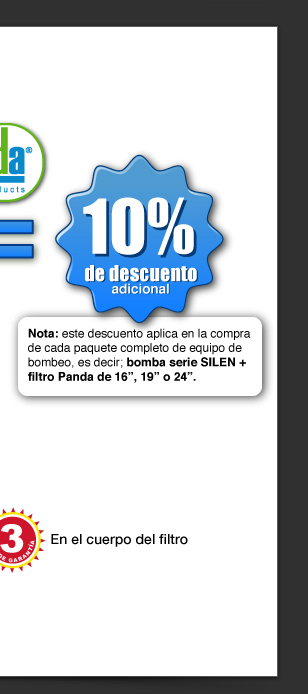 da®
ucts
10%
de descuento
adicional
Nota: este descuento aplica en la compra
de cada paquete completo de equipo de
bombeo, es decir; bomba serie SILEN +
filtro Panda de 16”, 19” o 24”.
3
DE GARANTÍA
En el cuerpo del filtro